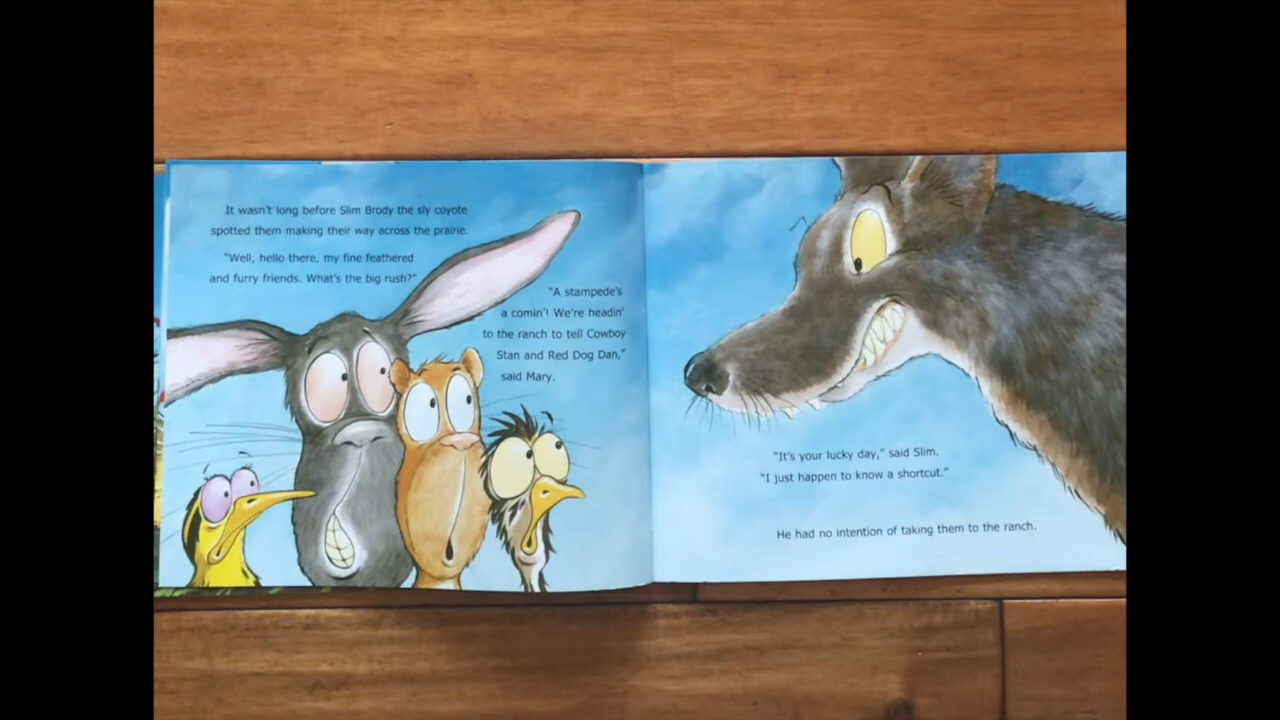 It wasn't long before Slim Brody the sly coyote
spotted them making their way across the prairie.
"Well, hello there, my fine feathered
and furry friends. What's the big rush?"
"A stampede's
a comin'! We're headin'
to the ranch to tell Cowboy
Stan and Red Dog Dan,"
said Mary.
"It's your lucky day," said Slim.
"I just happen to know a shortcut."
He had no intention of taking them to the ranch.